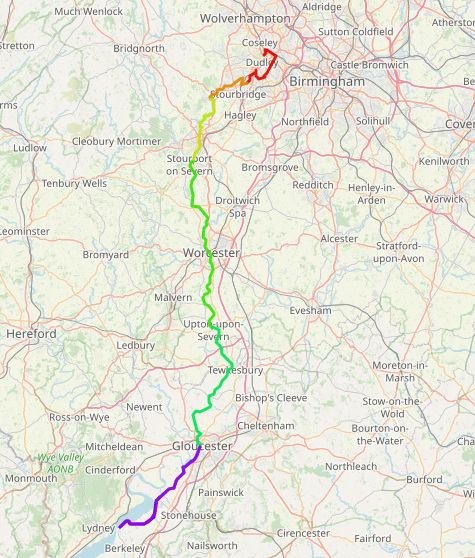 Aldridge
Much Wenlock
Wolverhampton
Atherstone
Stretton
Bridgnorth
Coseley
Sutton Coldfield
Dudley
Castle Bromwich
Birmingham
Stourbridge
Hagley
Northfield
Solihull
Cleobury Mortimer
Ludlow
Kenilworth
Stourport
on Severn
Bromsgrove
Tenbury Wells
Redditch
Henley-in-
Arden
Warwick
Droitwich
Spa
Leominster
Alcester
Stratford-
upon-Avon
Bromyard
Worcester
Malvern
Evesham
Hereford
Upton-upon-
Severn
Ledbury
Moreton-in-
Marsh
Tewkesbury
Bishop's Cleeve
Stow-on-the-
Wold
Newent
Ross-on-Wye
Cheltenham
Bourton-on
the-Water
Mitcheldean
Gloucester
Wye Valley
AONB
Cinderford
Northleach
Monmouth
Burford
Painswick
Lydney
Stonehouse
Cirencester
Fairford
Berkeley
Nailsworth